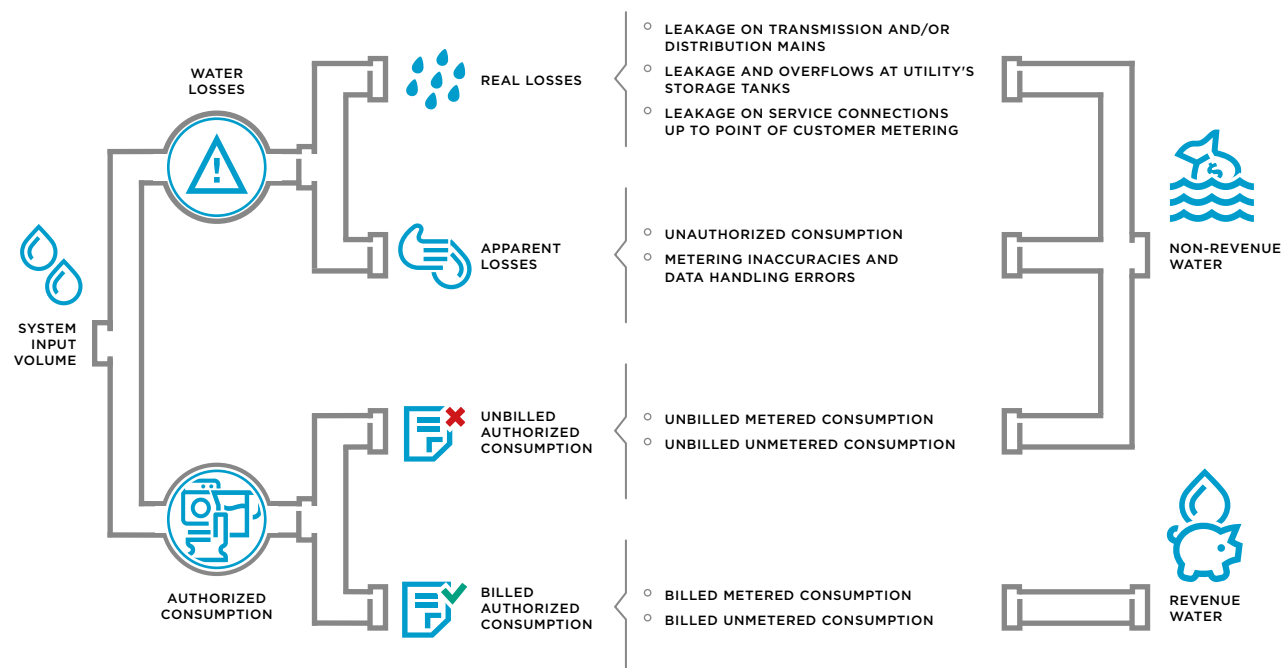 SYSTEM
INPUT
VOLUME
WATER
LOSSES
AUTHORIZED
CONSUMPTION
REAL LOSSES
LEAKAGE ON TRANSMISSION AND/OR
DISTRIBUTION MAINS
LEAKAGE AND OVERFLOWS AT UTILITY'S
STORAGE TANKS
LEAKAGE ON SERVICE CONNECTIONS
UP TO POINT OF CUSTOMER METERING
APPARENT
LOSSES
UNAUTHORIZED CONSUMPTION
METERING INACCURACIES AND
DATA HANDLING ERRORS
UNBILLED
AUTHORIZED
CONSUMPTION
UNBILLED METERED CONSUMPTION
UNBILLED UNMETERED CONSUMPTION
BILLED
AUTHORIZED
CONSUMPTION
BILLED METERED CONSUMPTION
BILLED UNMETERED CONSUMPTION
$
NON-REVENUE
WATER
REVENUE
WATER